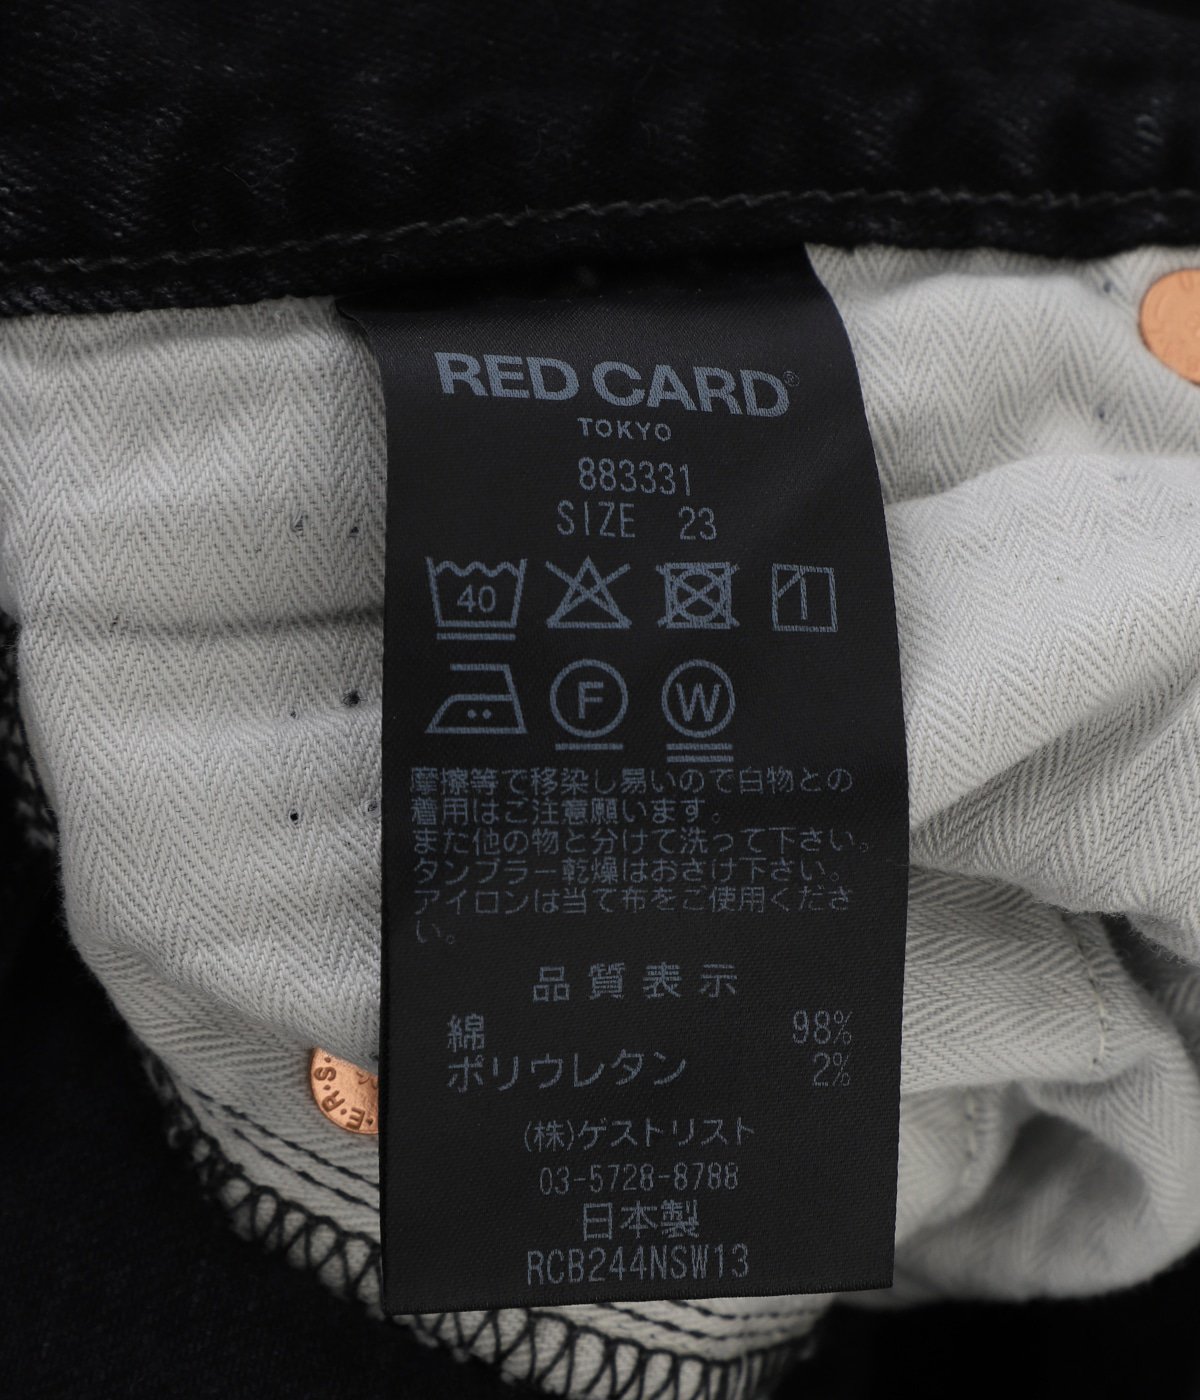 RED CARD®
TOKYO
883331
SIZE 23
40
F W
摩擦等で移染し易いので白物との
着用はご注意願います。
また他の物と分けて洗って下さい。
タンブラー乾燥はおさけ下さい。
アイロンは当て布をご使用くださ
い。
品質表示
綿 98%
ポリウレタン 2%
(株)ゲストリスト
03-5728-8788
日本製
RCB244NSW13
E·R·S·